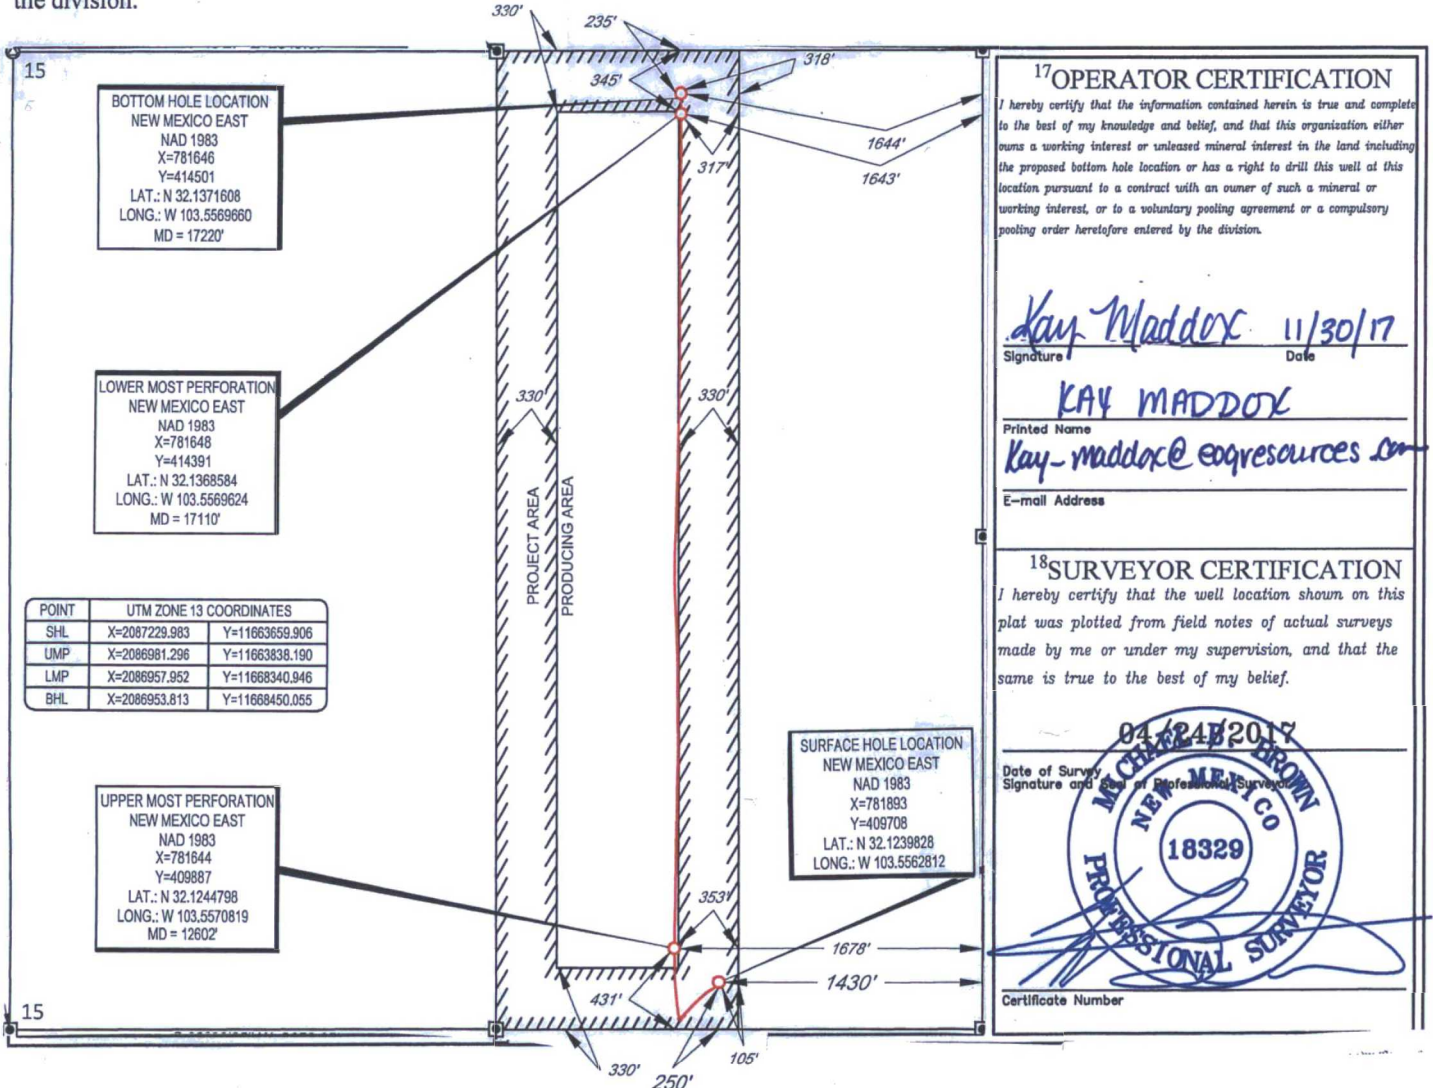 the division.
330'
235'
318'
345'
15
BOTTOM HOLE LOCATION
NEW MEXICO EAST
NAD 1983
X=781646
Y=414501
LAT.: N 32.1371608
LONG.: W 103.5569660
MD = 17220'
1644'
317'
1643'
LOWER MOST PERFORATION
NEW MEXICO EAST
NAD 1983
X=781648
Y=414391
LAT.: N 32.1368584
LONG.: W 103.5569624
MD = 17110'
330'
330'
PROJECT AREA
PRODUCING AREA
POINT UTM ZONE 13 COORDINATES
SHL X=2087229.983 Y=11663659.906
UMP X=2086981.296 Y=11663838.190
LMP X=2086957.952 Y=11668340.946
BHL X=2086953.813 Y=11668450.055
UPPER MOST PERFORATION
NEW MEXICO EAST
NAD 1983
X=781644
Y=409887
LAT.: N 32.1244798
LONG.: W 103.5570819
MD = 12602'
SURFACE HOLE LOCATION
NEW MEXICO EAST
NAD 1983
X=781893
Y=409708
LAT.: N 32.1239828
LONG.: W 103.5562812
353'
1678'
1430'
431'
15
330'
250'
105'
17OPERATOR CERTIFICATION
I hereby certify that the information contained herein is true and complete
to the best of my knowledge and belief, and that this organization either
owns a working interest or unleased mineral interest in the land including
the proposed bottom hole location or has a right to drill this well at this
location pursuant to a contract with an owner of such a mineral or
working interest, or to a voluntary pooling agreement or a compulsory
pooling order heretofore entered by the division.
Kay Maddox 11/30/17
Signature Date
KAY MADDOX
Printed Name
Kay_maddox@eogresources.com
E-mail Address
18SURVEYOR CERTIFICATION
I hereby certify that the well location shown on this
plat was plotted from field notes of actual surveys
made by me or under my supervision, and that the
same is true to the best of my belief.
04/24/2017
Date of Survey
Signature and Seal of Professional Surveyor:
MICHAEL B. BROWN
NEW MEXICO
18329
PROFESSIONAL SURVEYOR
Certificate Number